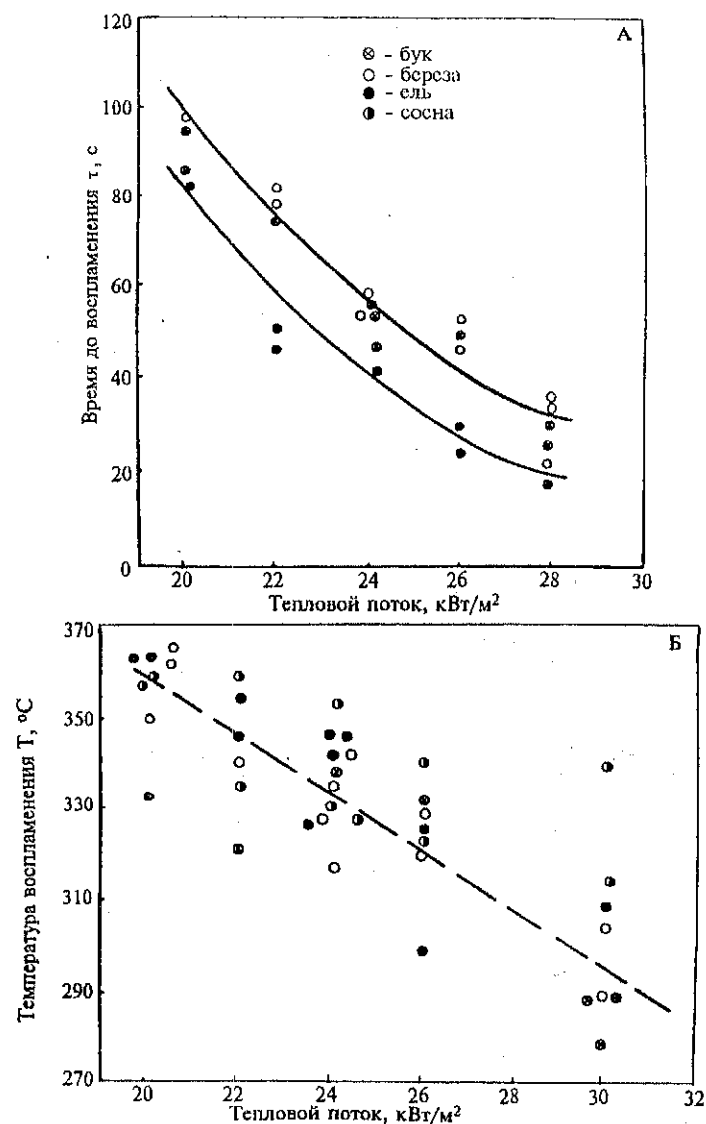 А
120
100
80
60
40
20
0
Время до воспламенения τ, с
⊗ - бук
○ - береза
● - ель
◑ - сосна
20 22 24 26 28 30
Тепловой поток, кВт/м²
Б
370
350
330
310
290
270
Температура воспламенения Т, °С
20 22 24 26 28 30 32
Тепловой поток, кВт/м²